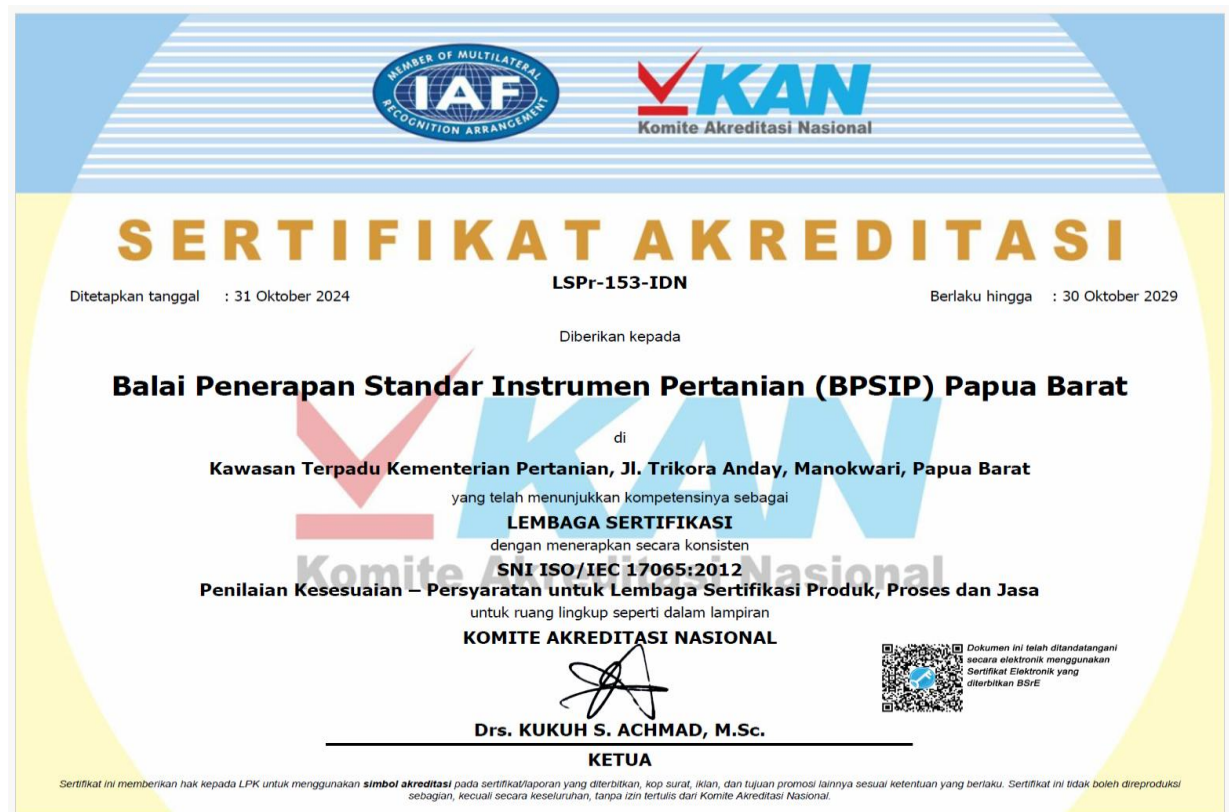 MEMBER OF MULTILATERAL
IAF
RECOGNITION ARRANGEMENT
KAN
Komite Akreditasi Nasional
SERTIFIKAT AKREDITASI
LSPr-153-IDN
Ditetapkan tanggal : 31 Oktober 2024
Berlaku hingga : 30 Oktober 2029
Diberikan kepada
Balai Penerapan Standar Instrumen Pertanian (BPSIP) Papua Barat
di
Kawasan Terpadu Kementerian Pertanian, Jl. Trikora Anday, Manokwari, Papua Barat
yang telah menunjukkan kompetensinya sebagai
LEMBAGA SERTIFIKASI
dengan menerapkan secara konsisten
SNI ISO/IEC 17065:2012
Penilaian Kesesuaian – Persyaratan untuk Lembaga Sertifikasi Produk, Proses dan Jasa
untuk ruang lingkup seperti dalam lampiran
KOMITE AKREDITASI NASIONAL
KAN
Komite Akreditasi Nasional
Dokumen ini telah ditandatangani
secara elektronik menggunakan
Sertifikat Elektronik yang
diterbitkan BSrE
Drs. KUKUH S. ACHMAD, M.Sc.
KETUA
Sertifikat ini memberikan hak kepada LPK untuk menggunakan simbol akreditasi pada sertifikat/laporan yang diterbitkan, kop surat, iklan, dan tujuan promosi lainnya sesuai ketentuan yang berlaku. Sertifikat ini tidak boleh direproduksi
sebagian, kecuali secara keseluruhan, tanpa izin tertulis dari Komite Akreditasi Nasional.